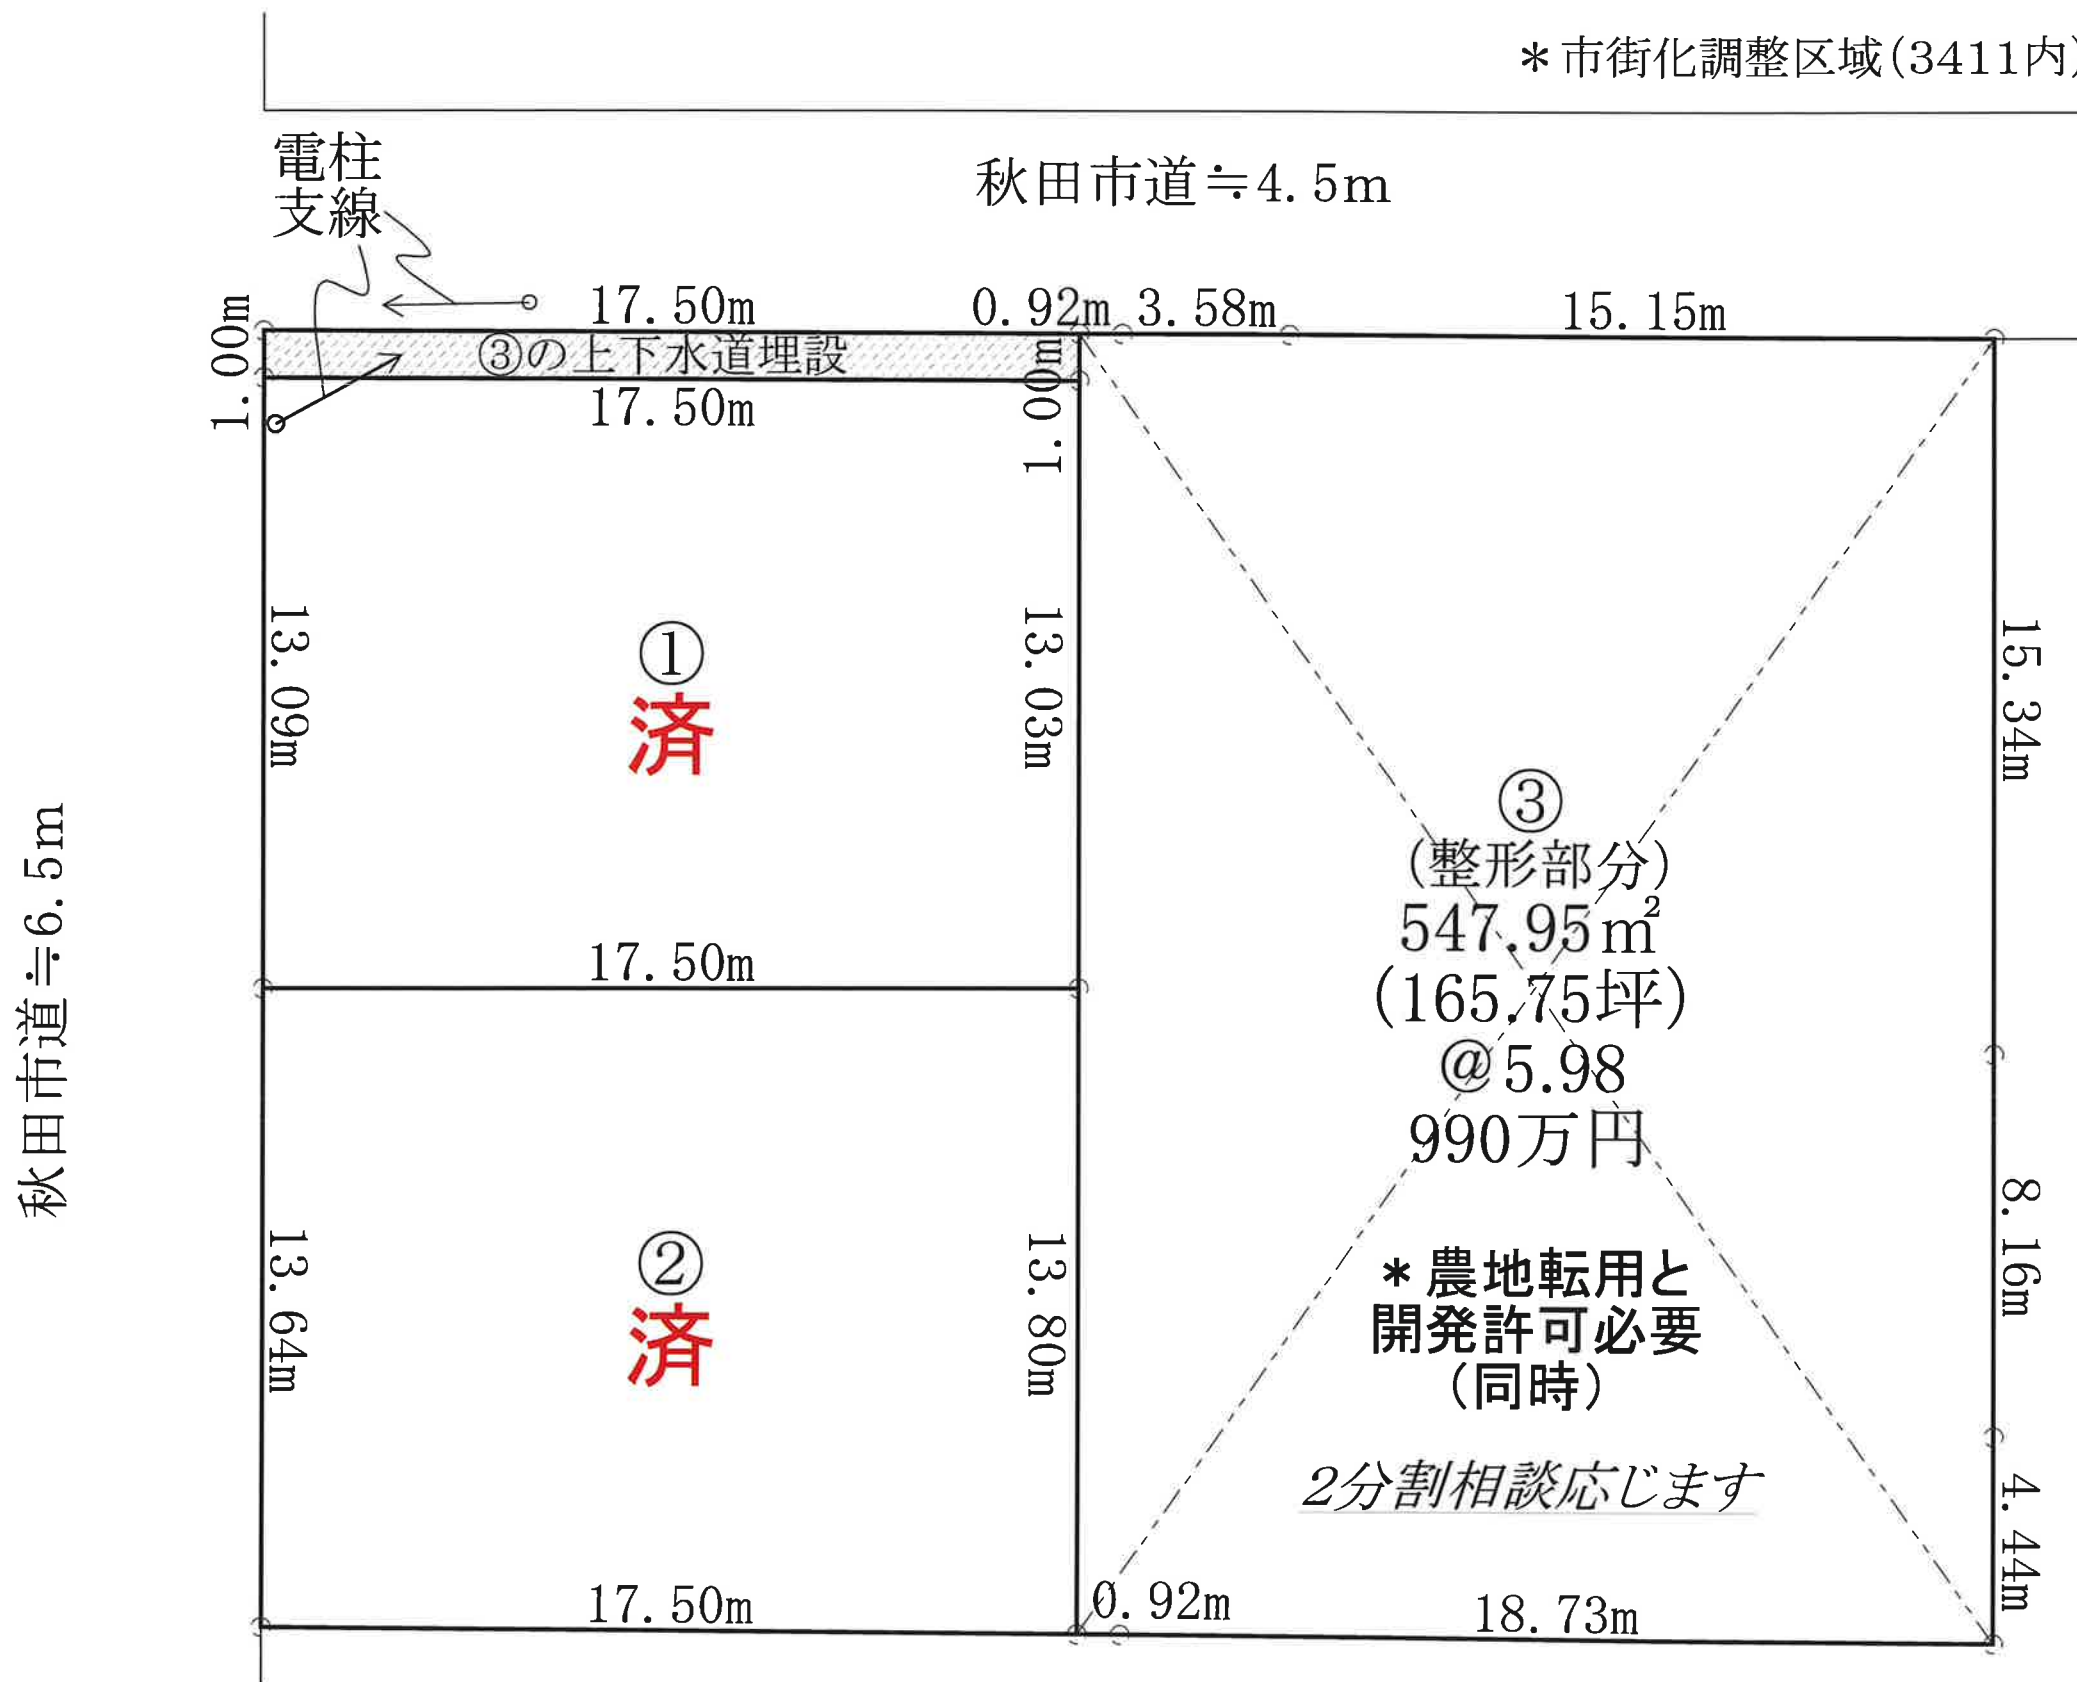 ＊市街化調整区域(3411内)
電柱
支線
秋田市道≒4.5m
17.50m
0.92m
3.58m
15.15m
1.00m
③の上下水道埋設
1.00m
17.50m
13.09m
①
済
13.03m
15.34m
17.50m
③
(整形部分)
547.95㎡
(165.75坪)
@5.98
990万円
秋田市道≒6.5m
13.64m
②
済
13.80m
8.16m
＊農地転用と
開発許可必要
(同時)
2分割相談応じます
4.44m
17.50m
0.92m
18.73m